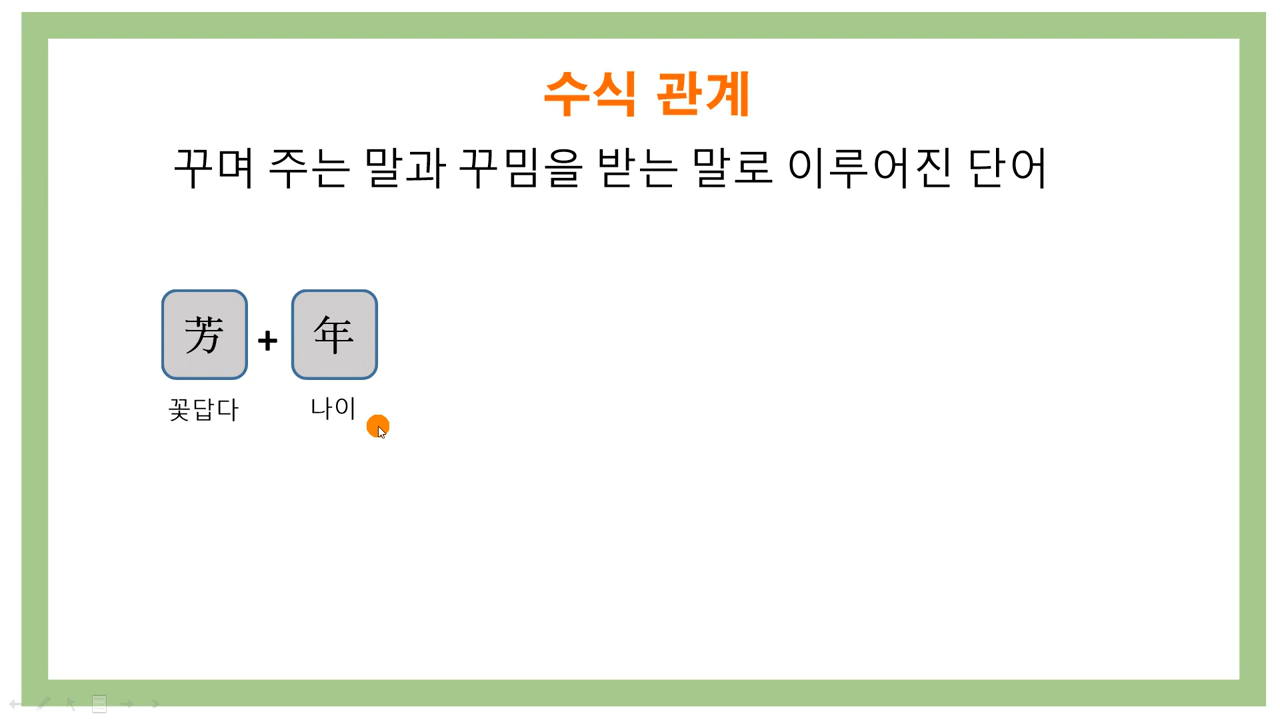 수식 관계
꾸며 주는 말과 꾸밈을 받는 말로 이루어진 단어
芳 + 年
꽃답다 나이